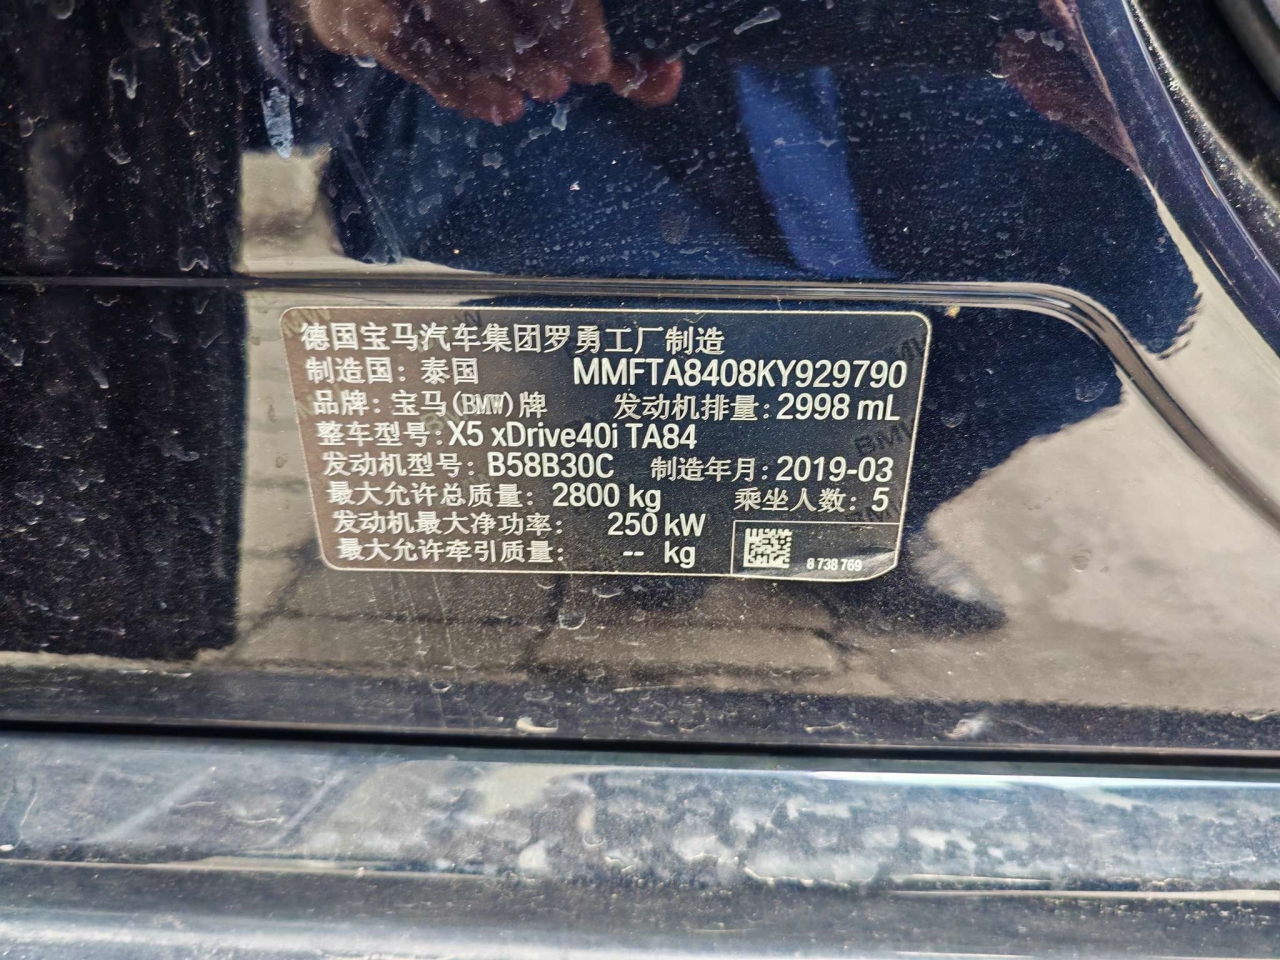 德国宝马汽车集团罗勇工厂制造
制造国：泰国 MMFTA8408KY929790
品牌：宝马(BMW)牌 发动机排量：2998 mL
整车型号：X5 xDrive40i TA84
发动机型号：B58B30C 制造年月：2019-03
最大允许总质量：2800 kg 乘坐人数：5
发动机最大净功率： 250 kW
最大允许牵引质量： -- kg
8 738 769